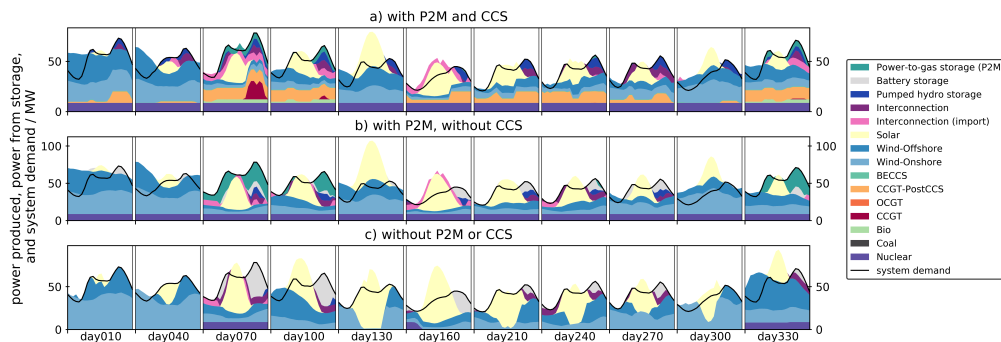 a) with P2M and CCS
50
0
50
0
b) with P2M, without CCS
100
50
0
100
50
0
c) without P2M or CCS
50
0
50
0
day010 day040 day070 day100 day130 day160 day210 day240 day270 day300 day330
power produced, power from storage,
and system demand / MW
Power-to-gas storage (P2M
Battery storage
Pumped hydro storage
Interconnection
Interconnection (import)
Solar
Wind-Offshore
Wind-Onshore
BECCS
CCGT-PostCCS
OCGT
CCGT
Bio
Coal
Nuclear
system demand